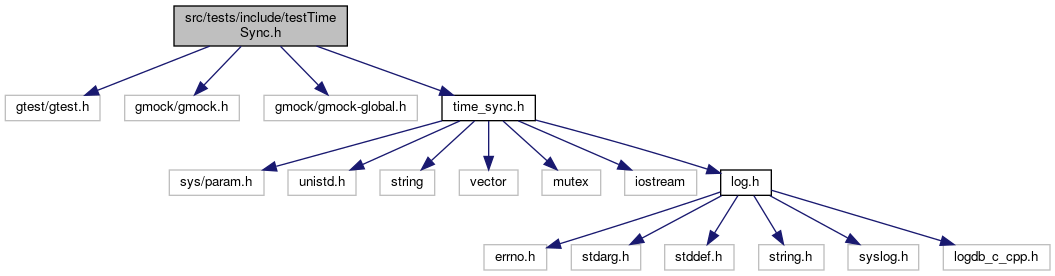 src/tests/include/testTime
Sync.h
gtest/gtest.h
gmock/gmock.h
gmock/gmock-global.h
time_sync.h
sys/param.h
unistd.h
string
vector
mutex
iostream
log.h
errno.h
stdarg.h
stddef.h
string.h
syslog.h
logdb_c_cpp.h